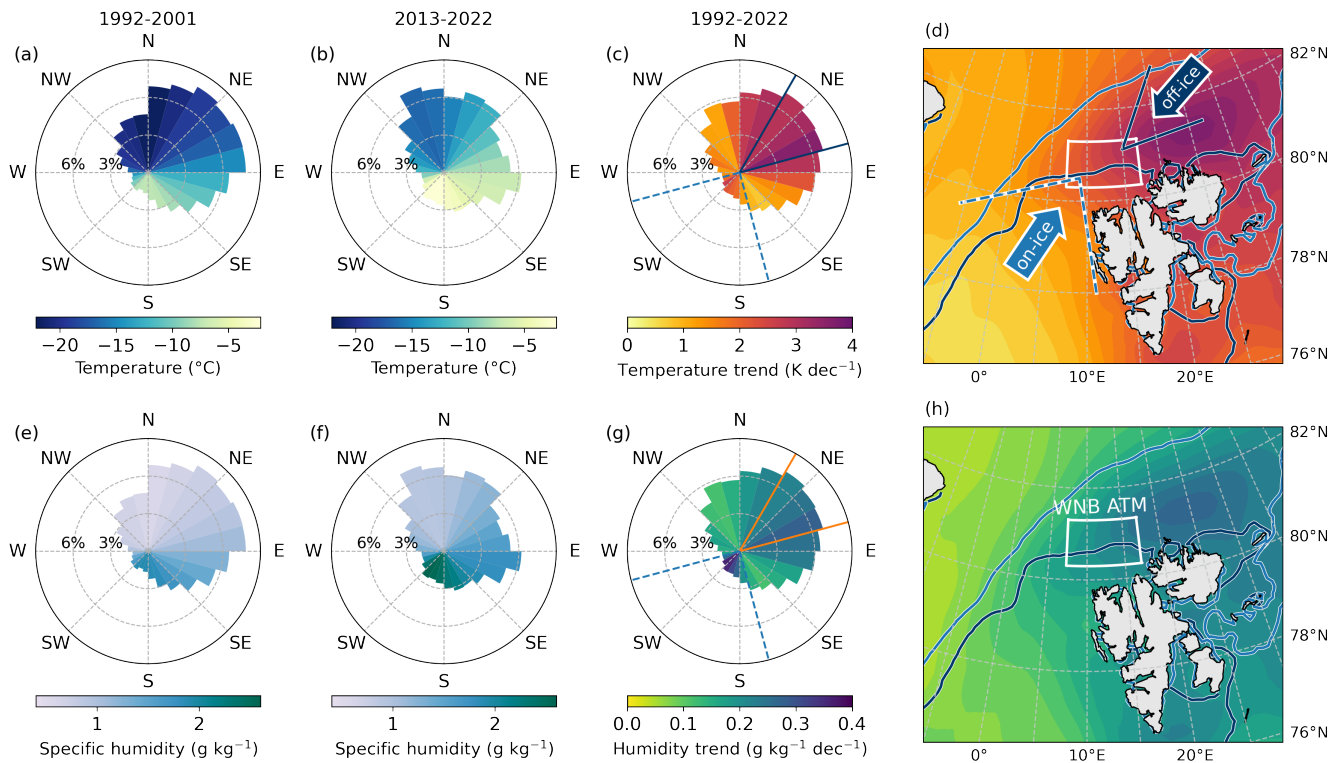 1992-2001
2013-2022
1992-2022
(a)
N
NW
NE
W
6%
3%
E
SW
SE
S
−20
−15
−10
−5
Temperature (°C)
(b)
N
NW
NE
W
6%
3%
E
SW
SE
S
−20
−15
−10
−5
Temperature (°C)
(c)
N
NW
NE
W
6%
3%
E
SW
SE
S
0
1
2
3
4
Temperature trend (K dec⁻¹)
(d)
off-ice
on-ice
82°N
80°N
78°N
76°N
0°
10°E
20°E
(e)
N
NW
NE
W
6%
3%
E
SW
SE
S
1
2
Specific humidity (g kg⁻¹)
(f)
N
NW
NE
W
6%
3%
E
SW
SE
S
1
2
Specific humidity (g kg⁻¹)
(g)
N
NW
NE
W
6%
3%
E
SW
SE
S
0.0
0.1
0.2
0.3
0.4
Humidity trend (g kg⁻¹ dec⁻¹)
(h)
WNB ATM
82°N
80°N
78°N
76°N
0°
10°E
20°E